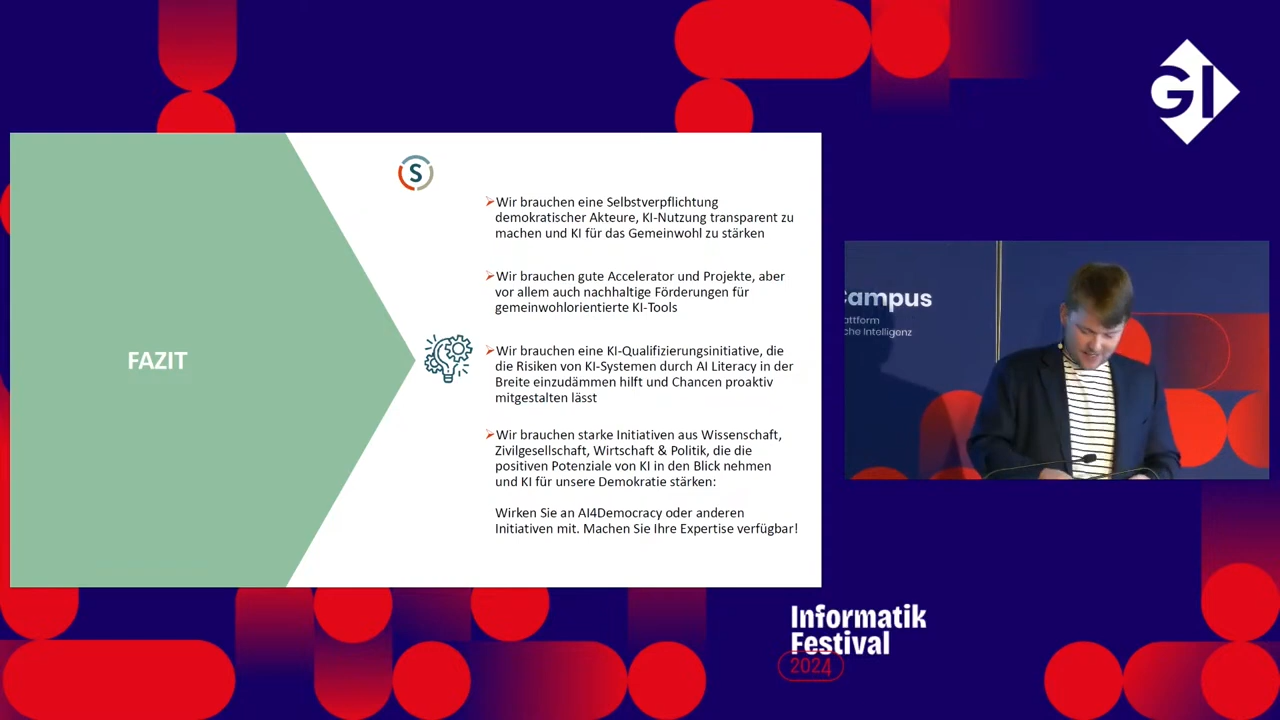 GI
S
Wir brauchen eine Selbstverpflichtung
demokratischer Akteure, KI-Nutzung transparent zu
machen und KI für das Gemeinwohl zu stärken
Wir brauchen gute Accelerator und Projekte, aber
vor allem auch nachhaltige Förderungen für
gemeinwohlorientierte KI-Tools
FAZIT
Wir brauchen eine KI-Qualifizierungsinitiative, die
die Risiken von KI-Systemen durch AI Literacy in der
Breite einzudämmen hilft und Chancen proaktiv
mitgestalten lässt
Wir brauchen starke Initiativen aus Wissenschaft,
Zivilgesellschaft, Wirtschaft & Politik, die die
positiven Potenziale von KI in den Blick nehmen
und KI für unsere Demokratie stärken:
Wirken Sie an AI4Democracy oder anderen
Initiativen mit. Machen Sie Ihre Expertise verfügbar!
Campus
attform
che Intelligenz
Informatik
Festival
2024